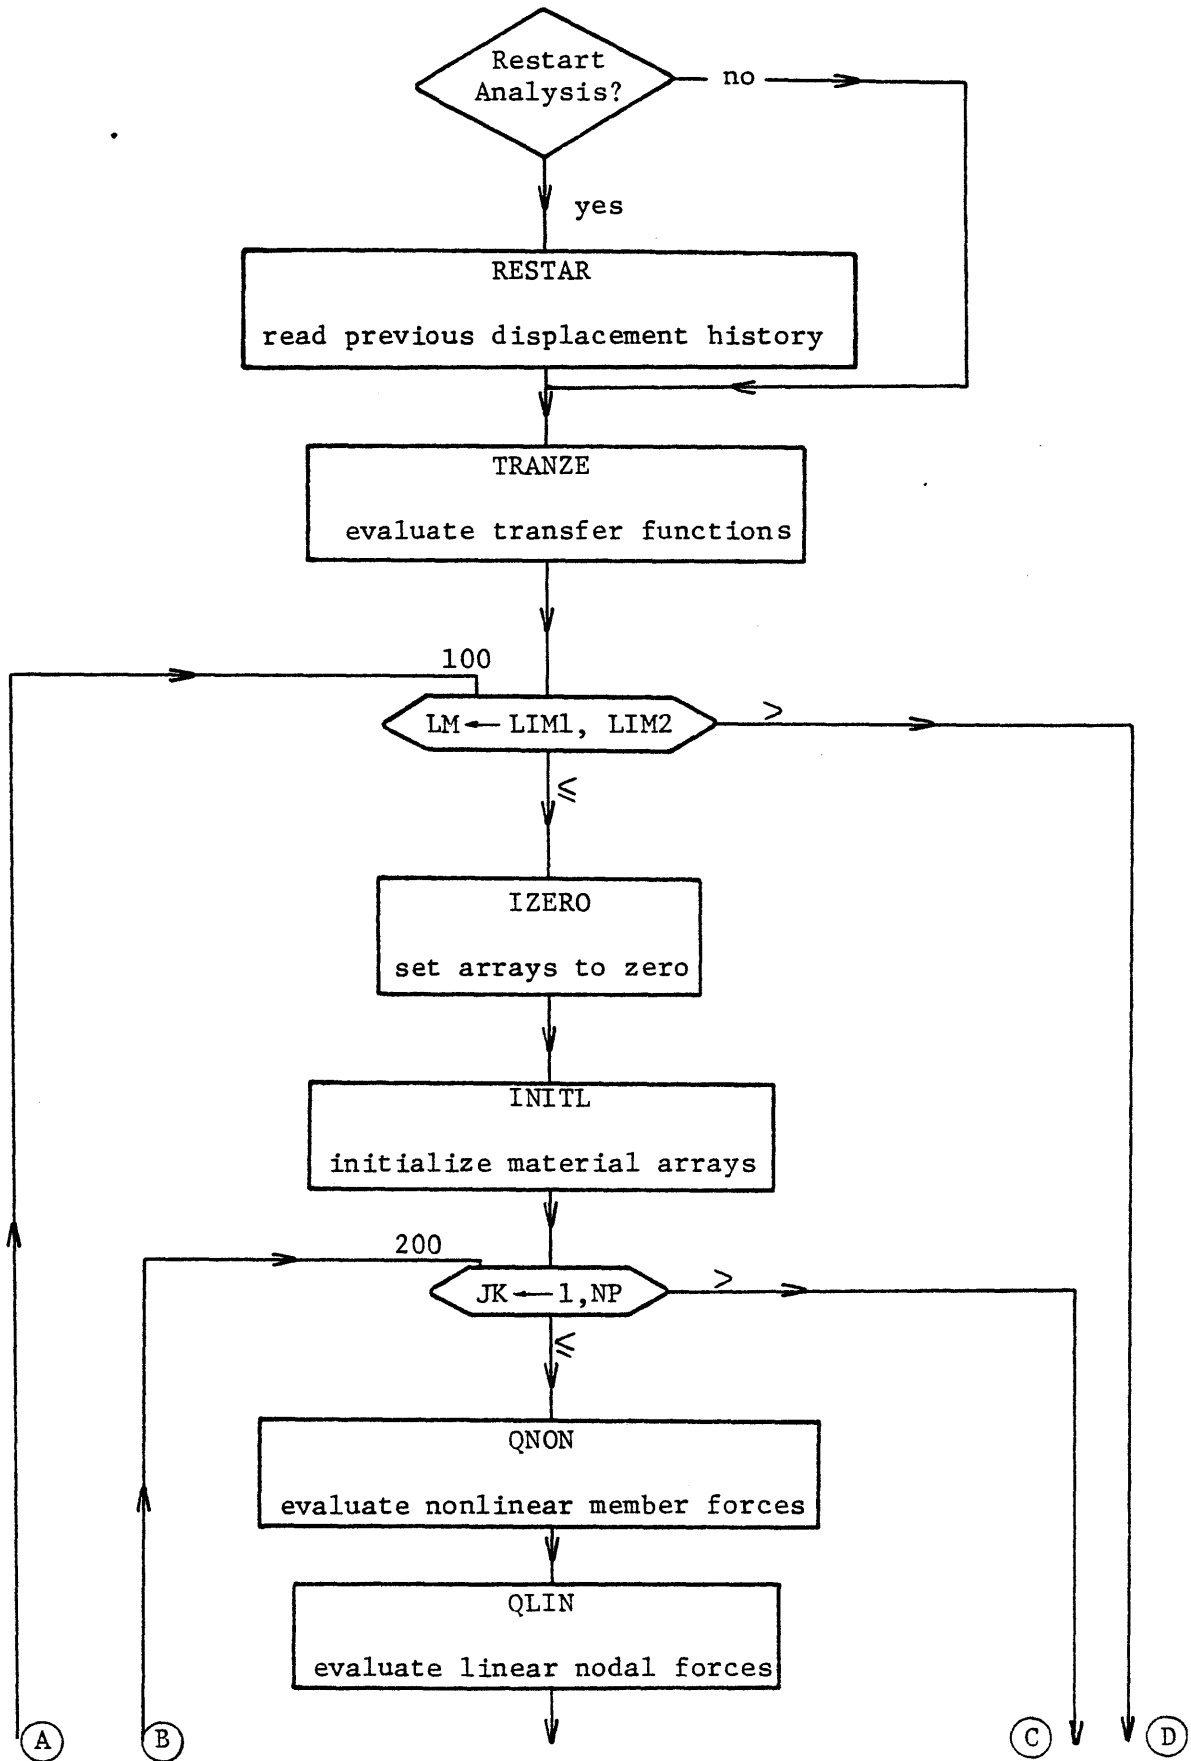 Restart
Analysis?
no
yes
RESTAR
read previous displacement history
TRANZE
evaluate transfer functions
100
LM ← LIM1, LIM2
>
≤
IZERO
set arrays to zero
INITL
initialize material arrays
200
JK ← 1,NP
>
≤
QNON
evaluate nonlinear member forces
QLIN
evaluate linear nodal forces
A
B
C
D